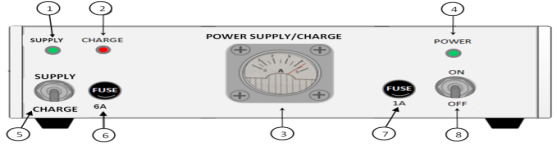 1
2
4
SUPPLY
CHARGE
POWER SUPPLY/CHARGE
POWER
SUPPLY
FUSE
6A
CHARGE
A
FUSE
1A
ON
OFF
5
6
3
7
8